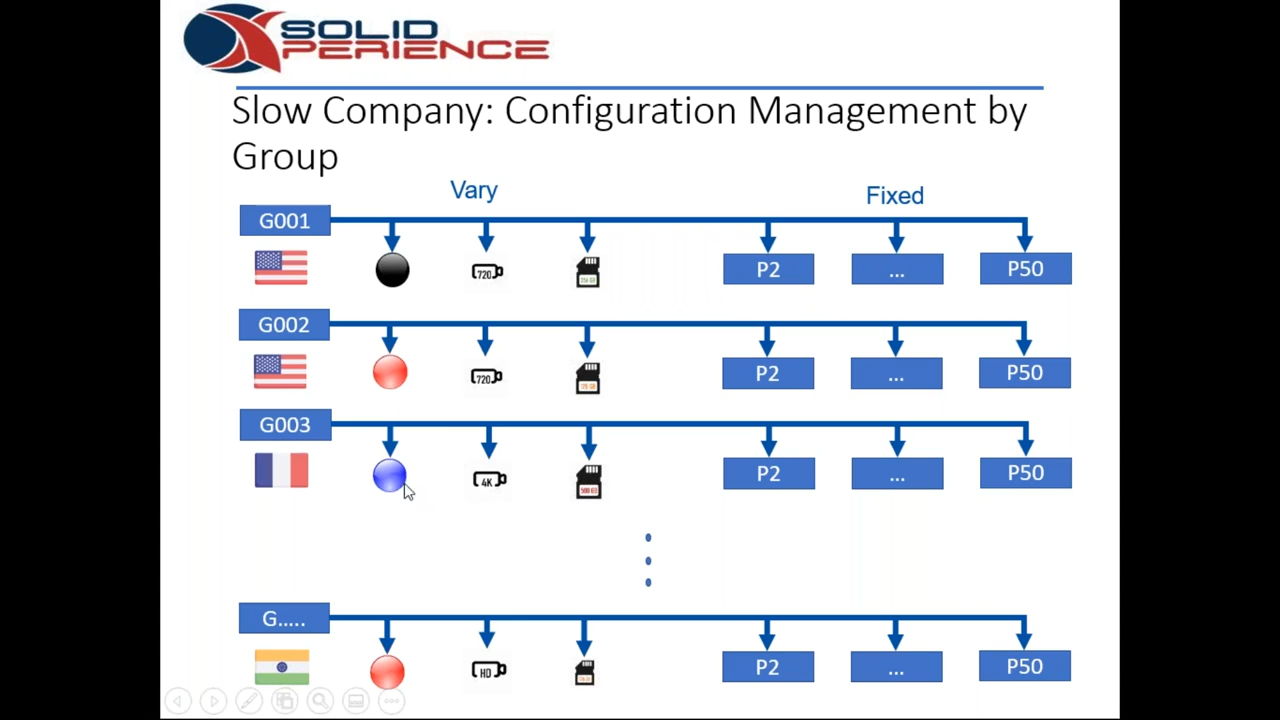 SOLID
XPERIENCE
Slow Company: Configuration Management by
Group
Vary
Fixed
G001
720
P2
...
P50
G002
720
P2
...
P50
G003
4K
P2
...
P50
G.....
HD
P2
...
P50